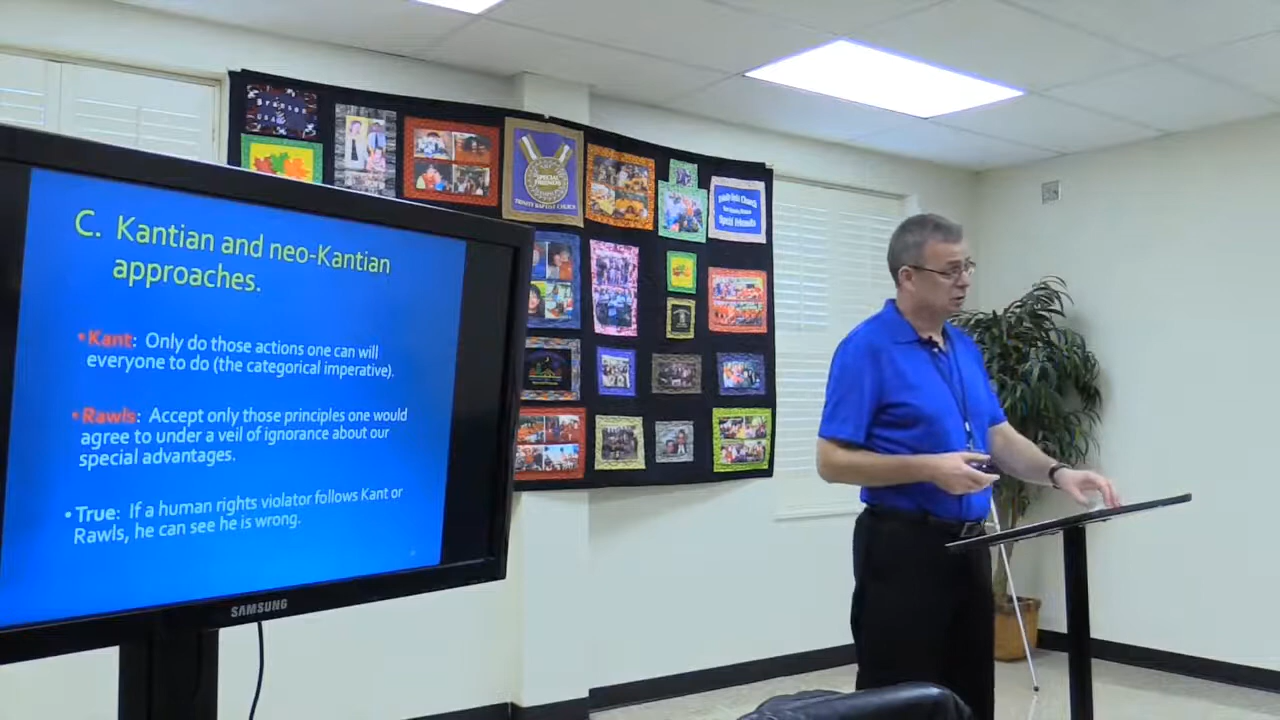 C. Kantian and neo-Kantian
approaches.
• Kant: Only do those actions one can will
everyone to do (the categorical imperative).
• Rawls: Accept only those principles one would
agree to under a veil of ignorance about our
special advantages.
• True: If a human rights violator follows Kant or
Rawls, he can see he is wrong.
SAMSUNG
SPECIAL
FRIENDS
TRINITY BAPTIST CHURCH